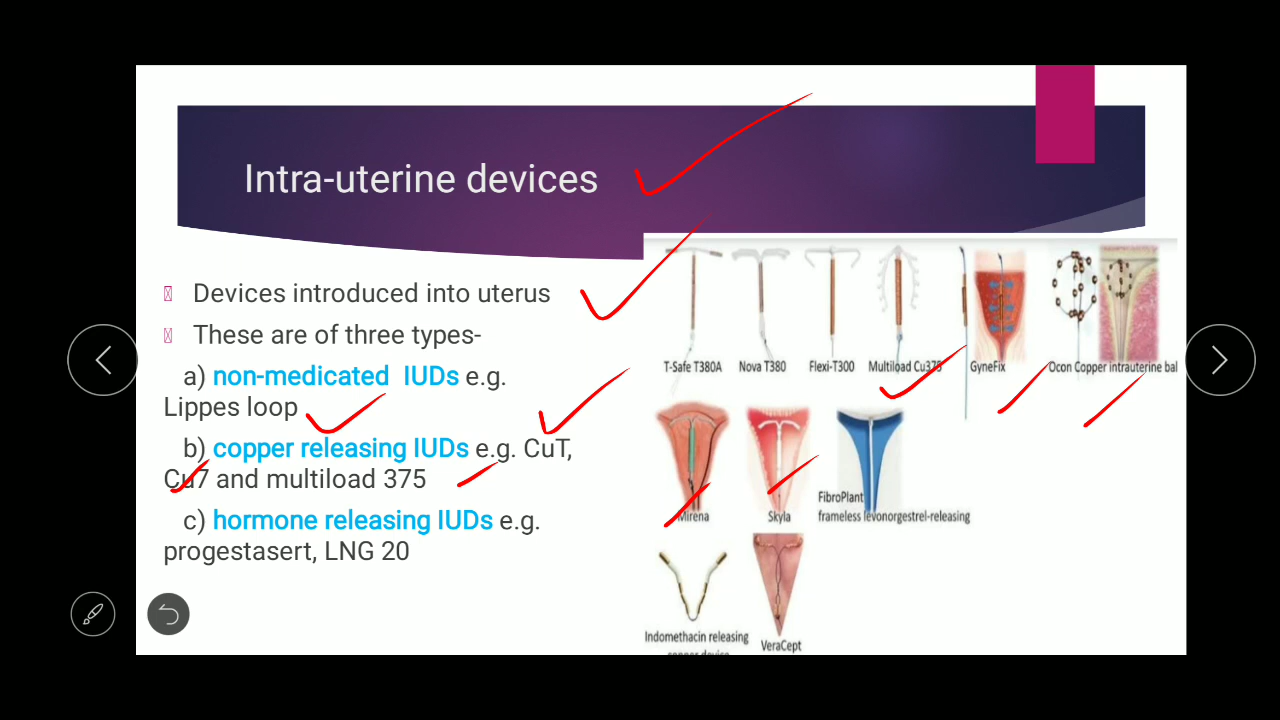 Intra-uterine devices
Devices introduced into uterus
These are of three types-
a) non-medicated IUDs e.g.
Lippes loop
b) copper releasing IUDs e.g. CuT,
Cu7 and multiload 375
c) hormone releasing IUDs e.g.
progestasert, LNG 20
T-Safe T380A Nova T380 Flexi-T300 Multiload Cu375 GyneFix Ocon Copper intrauterine bal
Mirena Skyla FibroPlant
frameless levonorgestrel-releasing
Indomethacin releasing
copper device
VeraCept